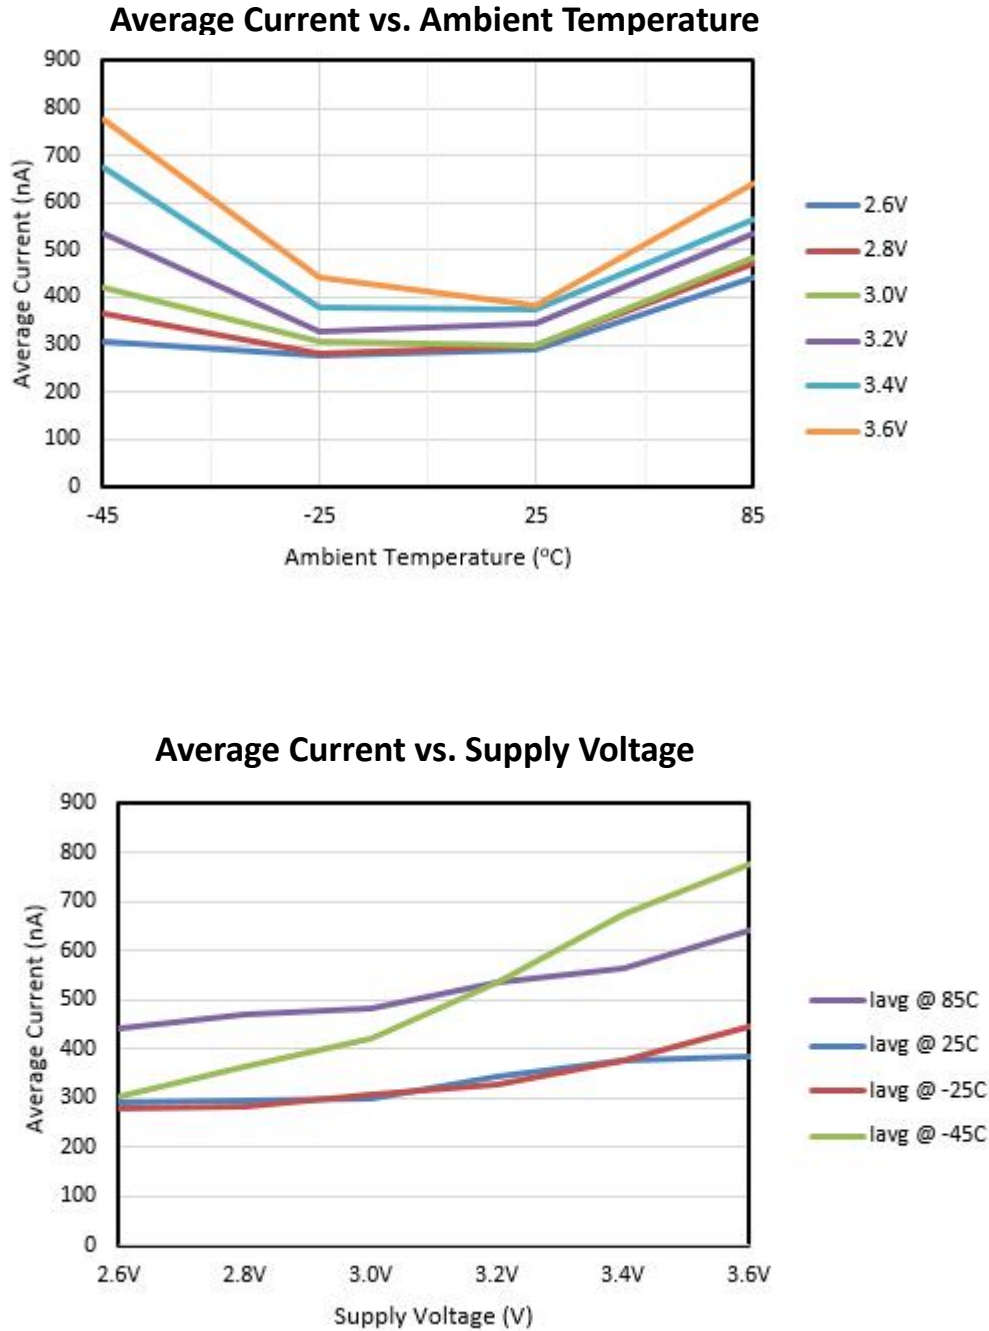 Average Current vs. Ambient Temperature
900
800
700
600
500
400
300
200
100
0
Average Current (nA)
-45 -25 25 85
Ambient Temperature (°C)
2.6V
2.8V
3.0V
3.2V
3.4V
3.6V
Average Current vs. Supply Voltage
900
800
700
600
500
400
300
200
100
0
Average Current (nA)
2.6V 2.8V 3.0V 3.2V 3.4V 3.6V
Supply Voltage (V)
Iavg @ 85C
Iavg @ 25C
Iavg @ -25C
Iavg @ -45C